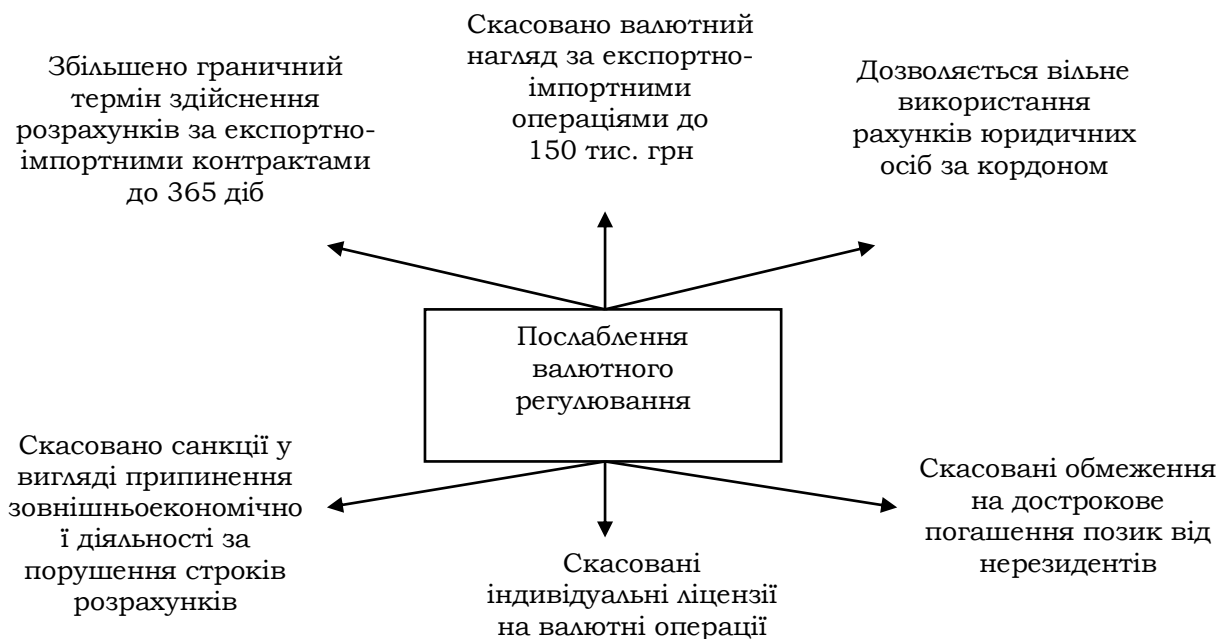 Збільшено граничний
термін здійснення
розрахунків за експортно-
імпортними контрактами
до 365 діб
Скасовано валютний
нагляд за експортно-
імпортними
операціями до
150 тис. грн
Дозволяється вільне
використання
рахунків юридичних
осіб за кордоном
Послаблення
валютного
регулювання
Скасовано санкції у
вигляді припинення
зовнішньоекономічно
ї діяльності за
порушення строків
розрахунків
Скасовані
індивідуальні ліцензії
на валютні операції
Скасовані обмеження
на дострокове
погашення позик від
нерезидентів